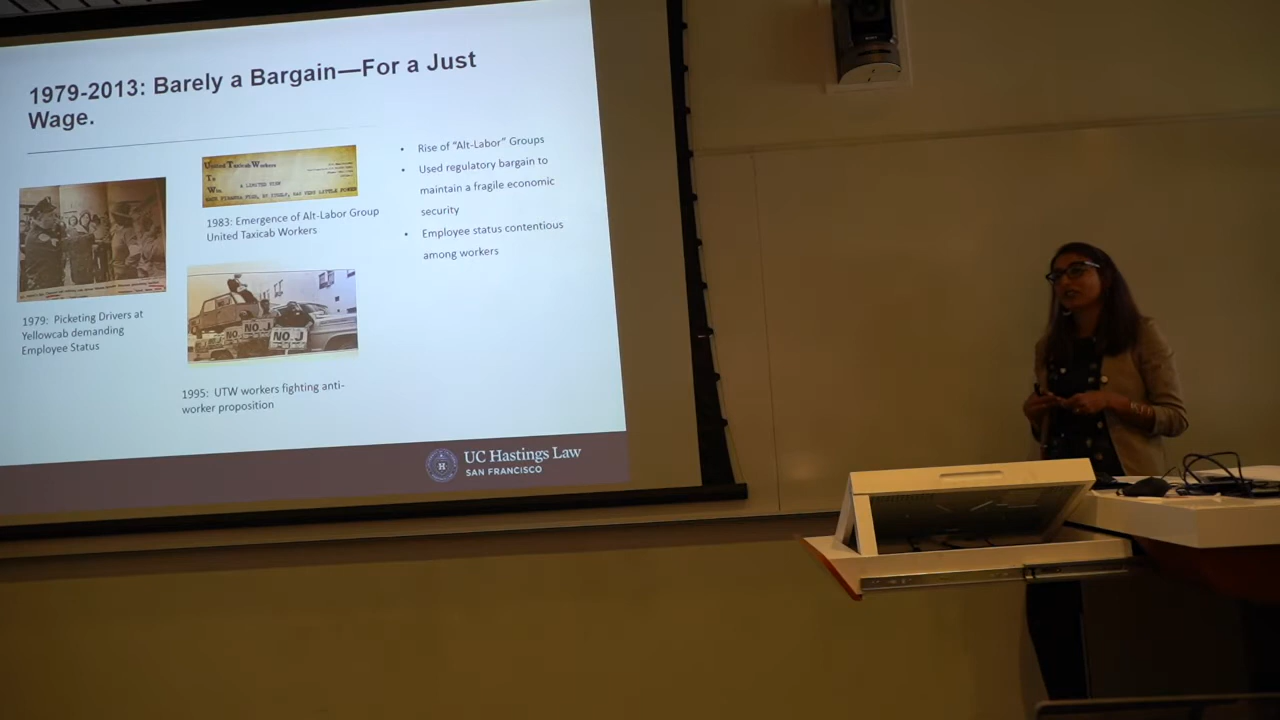 1979-2013: Barely a Bargain—For a Just
Wage.
United Taxicab Workers
1983: Emergence of Alt-Labor Group
United Taxicab Workers
1979: Picketing Drivers at
Yellowcab demanding
Employee Status
NO. J
NO. J
1995: UTW workers fighting anti-
worker proposition
• Rise of “Alt-Labor” Groups
• Used regulatory bargain to
maintain a fragile economic
security
• Employee status contentious
among workers
UC Hastings Law
SAN FRANCISCO